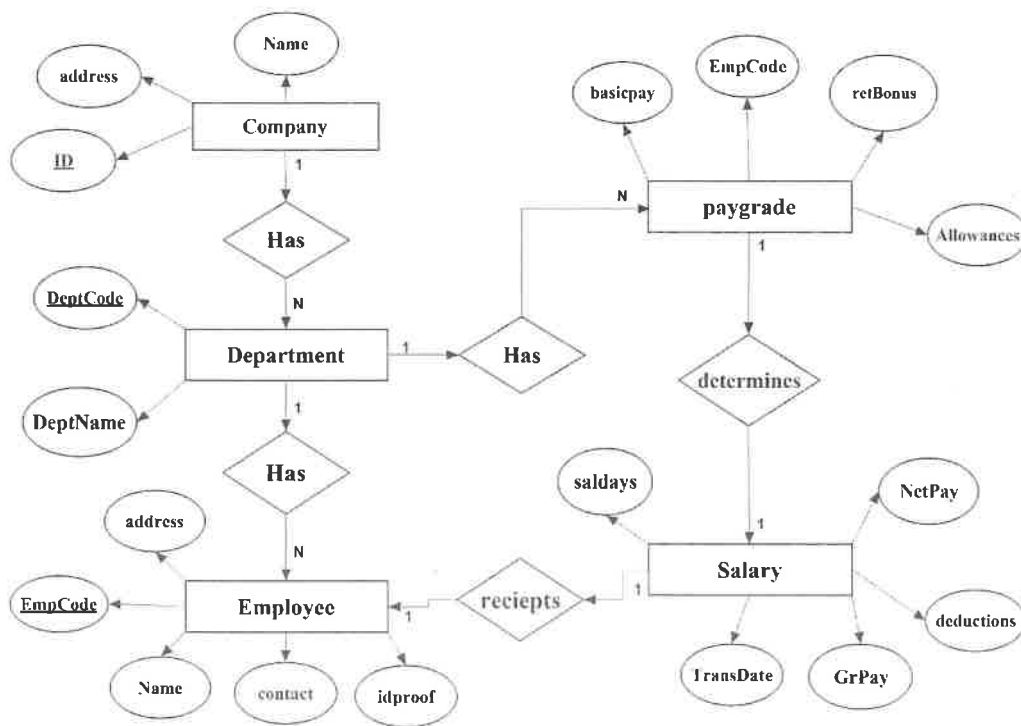 Name
address
Company
ID
1
Has
N
DeptCode
Department
DeptName
1
Has
N
basicpay
EmpCode
retBonus
paygrade
Allowances
1
determines
1
1
Has
N
address
EmpCode
Employee
Name
contact
idproof
1
reciepts
1
saldays
NetPay
Salary
deductions
TransDate
GrPay